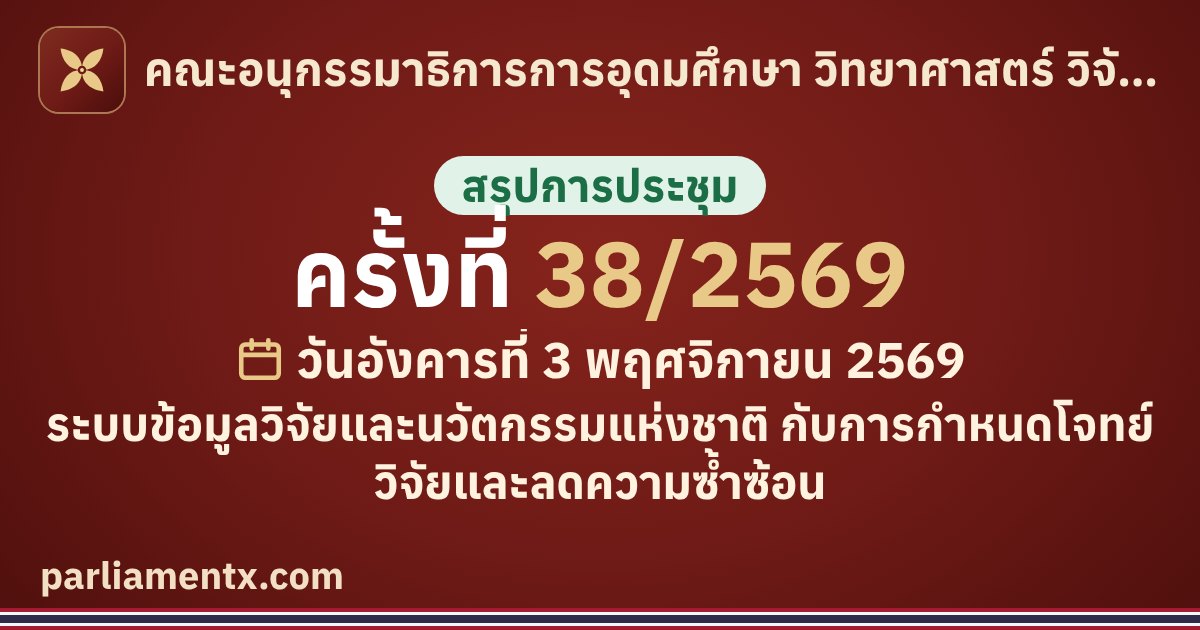 คณะอนุกรรมาธิการการอุดมศึกษา วิทยาศาสตร์ วิจั...
สรุปการประชุม
ครั้งที่ 38/2569
วันอังคารที่ 3 พฤศจิกายน 2569
ระบบข้อมูลวิจัยและนวัตกรรมแห่งชาติ กับการกำหนดโจทย์
วิจัยและลดความซ้ำซ้อน
parliamentx.com